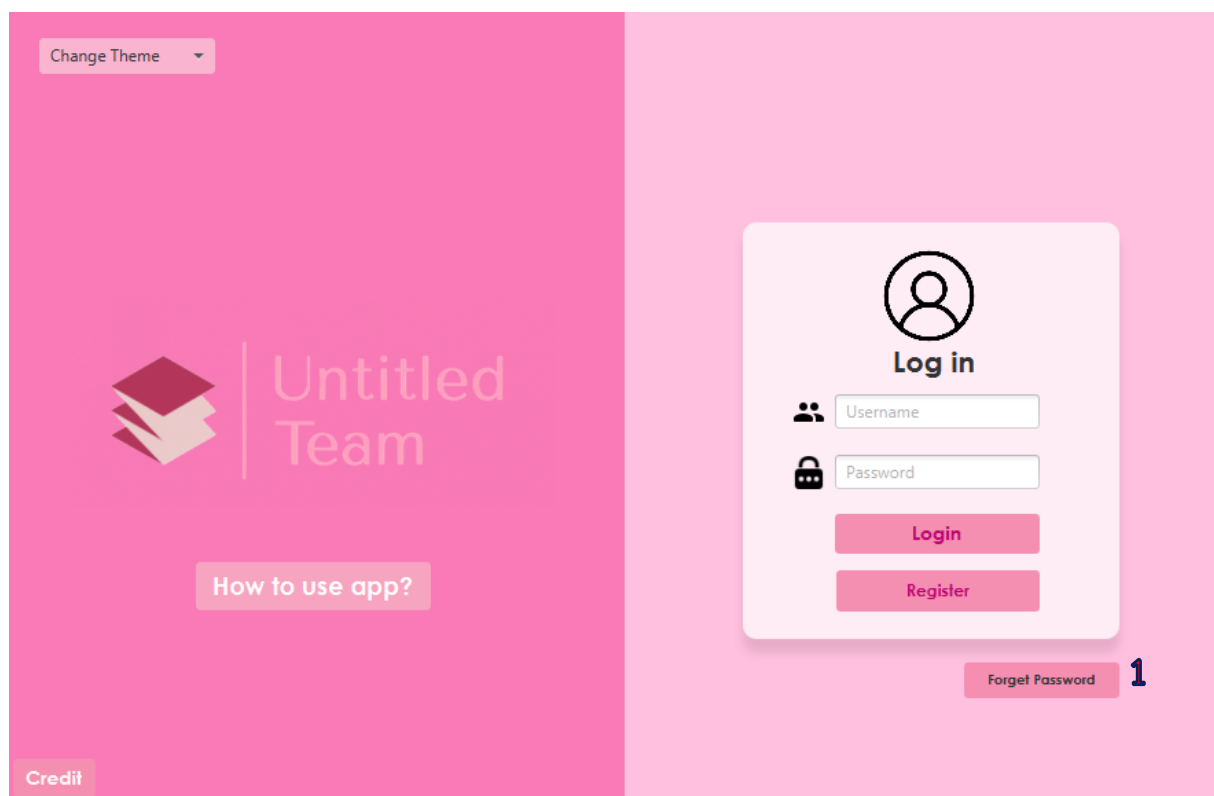 Change Theme
Untitled
Team
How to use app?
Credit
Log in
Username
Password
Login
Register
Forget Password
1